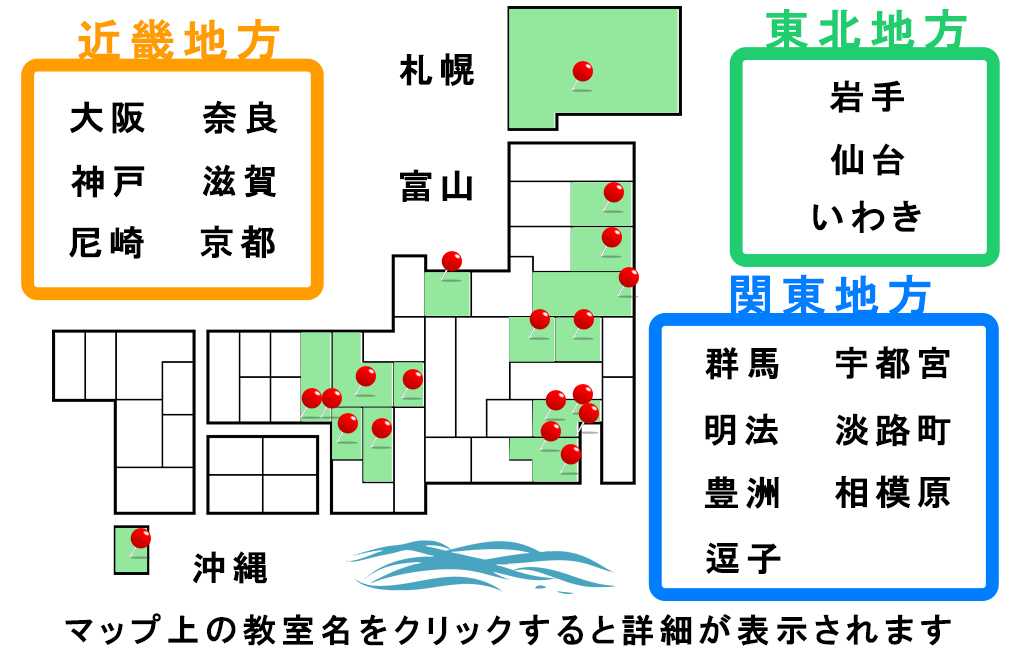 近畿地方
大阪 奈良
神戸 滋賀
尼崎 京都
札幌
富山
東北地方
岩手
仙台
いわき
関東地方
群馬 宇都宮
明法 淡路町
豊洲 相模原
逗子
沖縄
マップ上の教室名をクリックすると詳細が表示されます